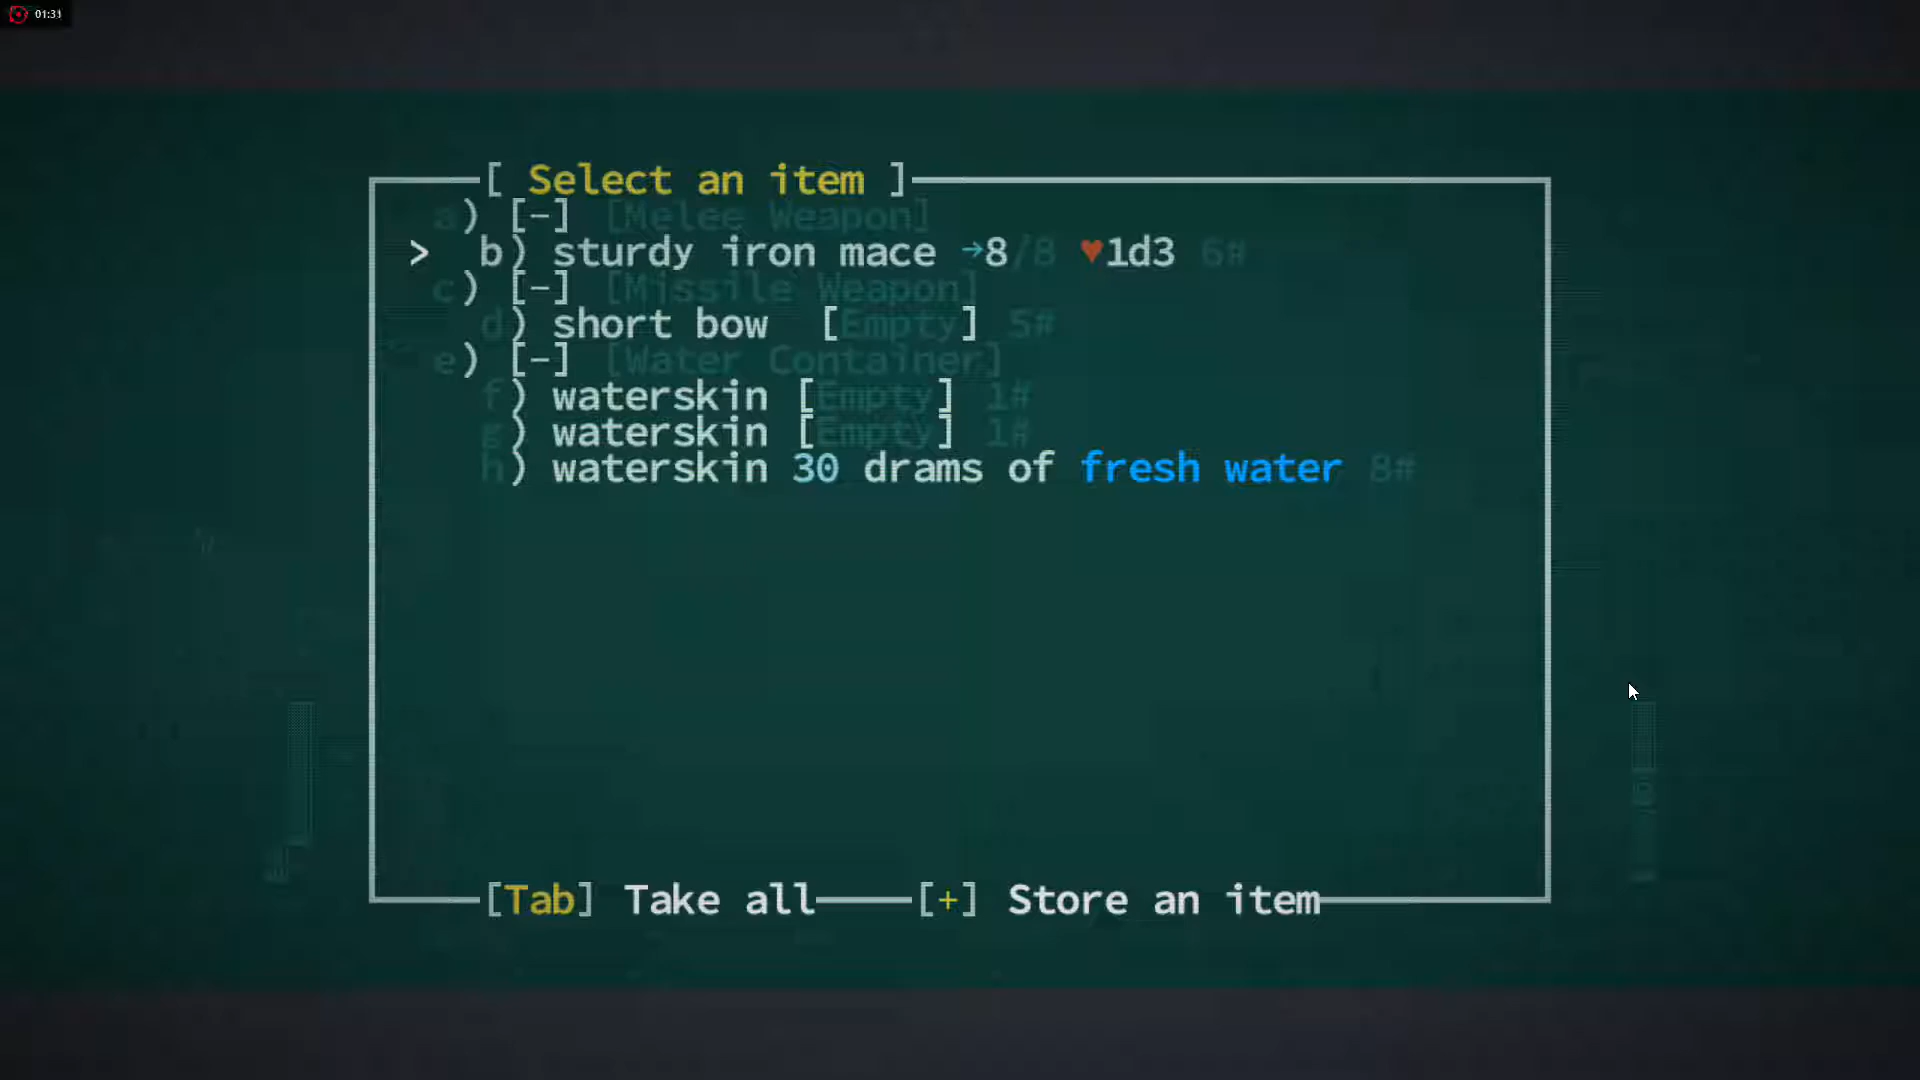 01:31
[ Select an item ]
a) [-] [Melee Weapon]
> b) sturdy iron mace →8/8 ♥1d3 6#
c) [-] [Missile Weapon]
d) short bow [Empty] 5#
e) [-] [Water Container]
f) waterskin [Empty] 1#
g) waterskin [Empty] 1#
h) waterskin 30 drams of fresh water 8#
[Tab] Take all [+] Store an item